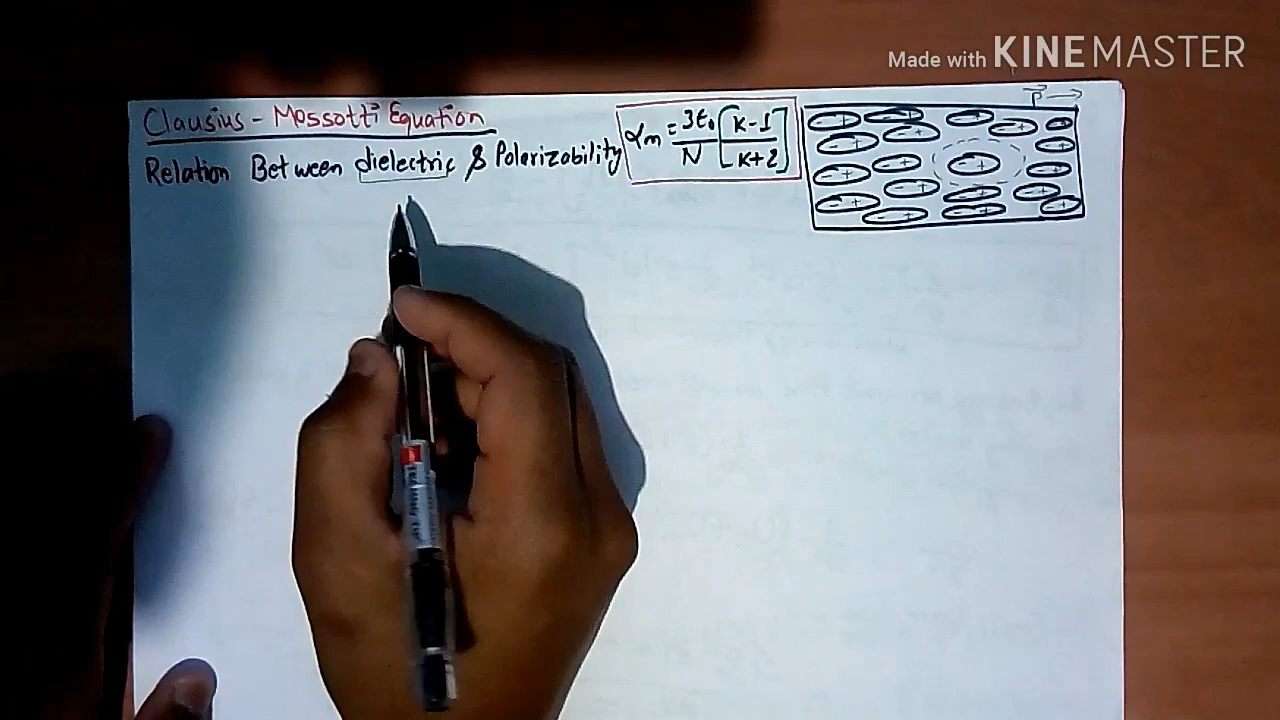 Made with KINEMASTER
Clausius - Mossotti Equation
Relation Between dielectric & Polarizability
αm = 3ε₀/N [K-1/K+2]
P→